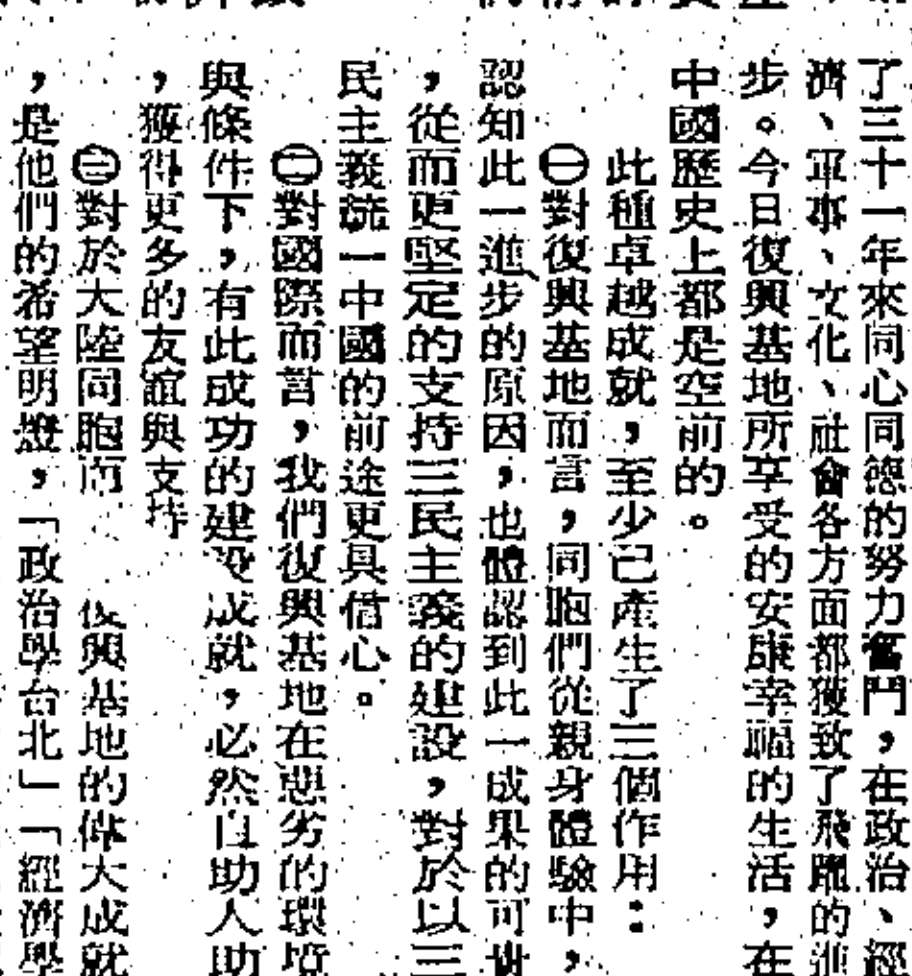 了三十一年來同心同德的努力奮鬥，在政治、經
濟、軍事、文化、社會各方面都獲致了飛躍的進
步。今日復興基地所享受的安康幸福的生活，在
中國歷史上都是空前的。
此種卓越成就，至少已產生了三個作用：
㊀對復興基地而言，同胞們從親身體驗中，
認知此一進步的原因，也體認到此一成果的可貴
，從而更堅定的支持三民主義的建設，對於以三
民主義統一中國的前途更具信心。
㊁對國際而言，我們復興基地在惡劣的環境
與條件下，有此成功的建設成就，必然自助人助
，獲得更多的友誼與支持
㊂對於大陸同胞而　復興基地的偉大成就
，是他們的希望明燈，「政治學台北」「經濟學